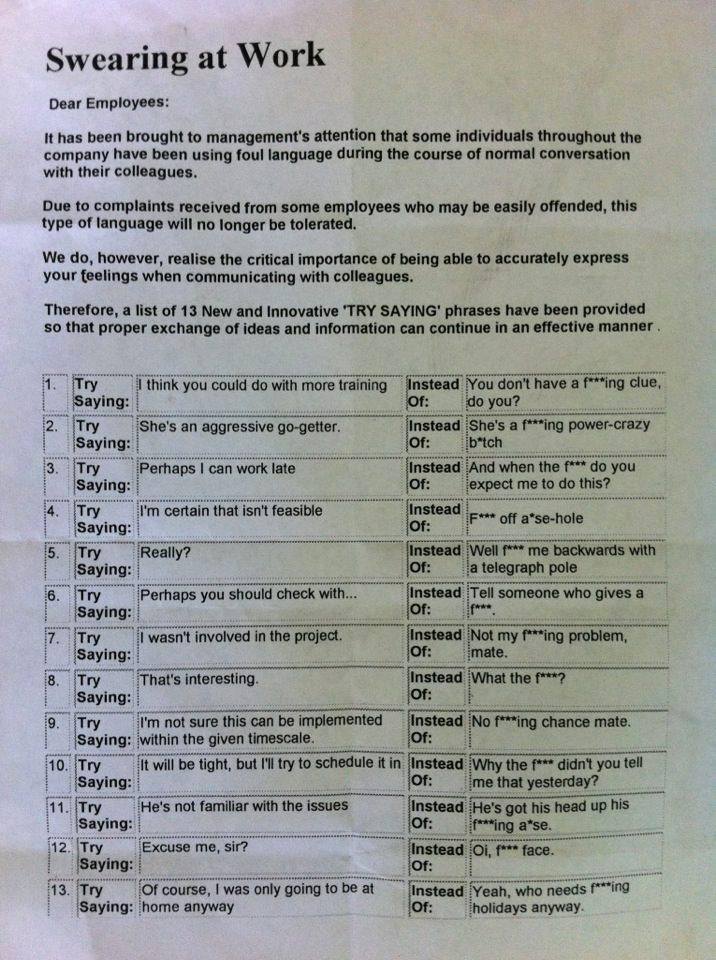 Swearing at Work
Dear Employees:
It has been brought to management's attention that some individuals throughout the
company have been using foul language during the course of normal conversation
with their colleagues.
Due to complaints received from some employees who may be easily offended, this
type of language will no longer be tolerated.
We do, however, realise the critical importance of being able to accurately express
your feelings when communicating with colleagues.
Therefore, a list of 13 New and Innovative 'TRY SAYING' phrases have been provided
so that proper exchange of ideas and information can continue in an effective manner .
1. Try Saying: I think you could do with more training Instead Of: You don't have a f***ing clue, do you?
2. Try Saying: She's an aggressive go-getter. Instead Of: She's a f***ing power-crazy b*tch
3. Try Saying: Perhaps I can work late Instead Of: And when the f*** do you expect me to do this?
4. Try Saying: I'm certain that isn't feasible Instead Of: F*** off a*se-hole
5. Try Saying: Really? Instead Of: Well f*** me backwards with a telegraph pole
6. Try Saying: Perhaps you should check with... Instead Of: Tell someone who gives a f***.
7. Try Saying: I wasn't involved in the project. Instead Of: Not my f***ing problem, mate.
8. Try Saying: That's interesting. Instead Of: What the f***?
9. Try Saying: I'm not sure this can be implemented within the given timescale. Instead Of: No f***ing chance mate.
10. Try Saying: It will be tight, but I'll try to schedule it in Instead Of: Why the f*** didn't you tell me that yesterday?
11. Try Saying: He's not familiar with the issues Instead Of: He's got his head up his f***ing a*se.
12. Try Saying: Excuse me, sir? Instead Of: Oi, f*** face.
13. Try Saying: Of course, I was only going to be at home anyway Instead Of: Yeah, who needs f***ing holidays anyway.